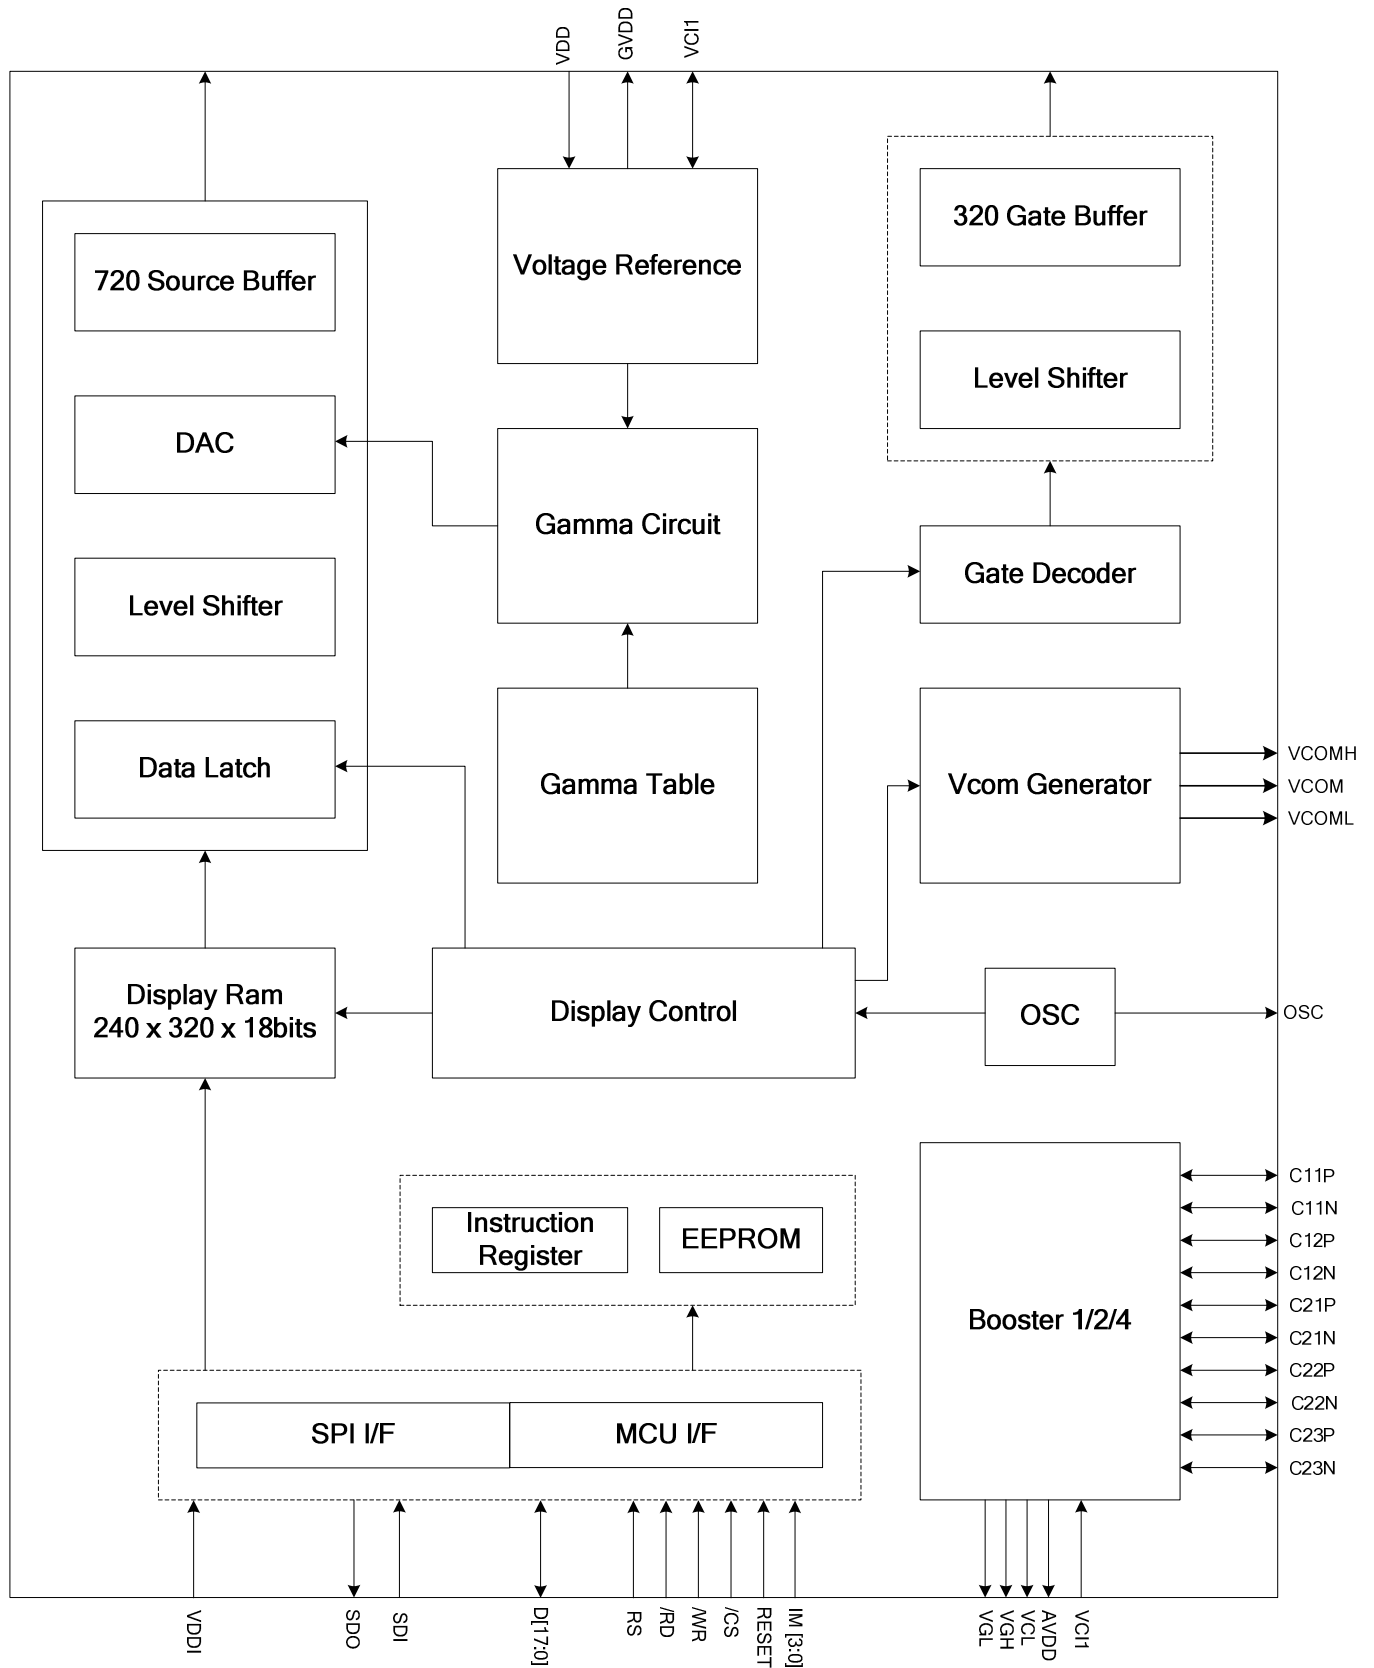 VDD
GVDD
VCI1
720 Source Buffer
DAC
Level Shifter
Data Latch
Voltage Reference
Gamma Circuit
Gamma Table
320 Gate Buffer
Level Shifter
Gate Decoder
Vcom Generator
VCOMH
VCOM
VCOML
Display Ram
240 x 320 x 18bits
Display Control
OSC
OSC
Instruction
Register
EEPROM
Booster 1/2/4
C11P
C11N
C12P
C12N
C21P
C21N
C22P
C22N
C23P
C23N
SPI I/F
MCU I/F
VDDI
SDO
SDI
D[17:0]
RS
/RD
/WR
/CS
RESET
IM [3:0]
VGL
VGH
VCL
AVDD
VCI1